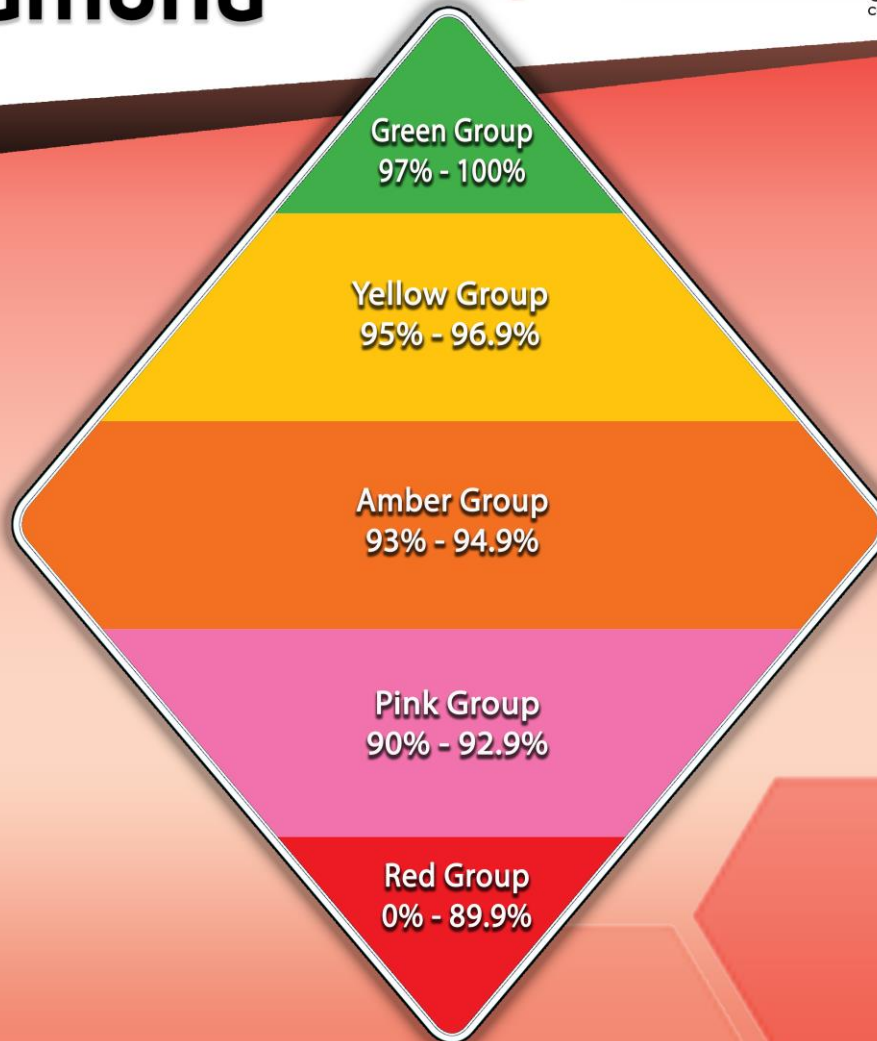 Green Group
97% - 100%
Yellow Group
95% - 96.9%
Amber Group
93% - 94.9%
Pink Group
90% - 92.9%
Red Group
0% - 89.9%